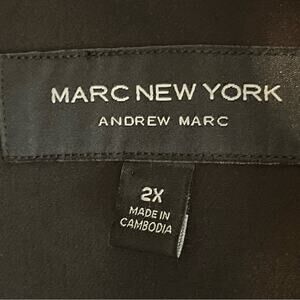 MARC NEW YORK
ANDREW MARC
2X
MADE IN
CAMBODIA